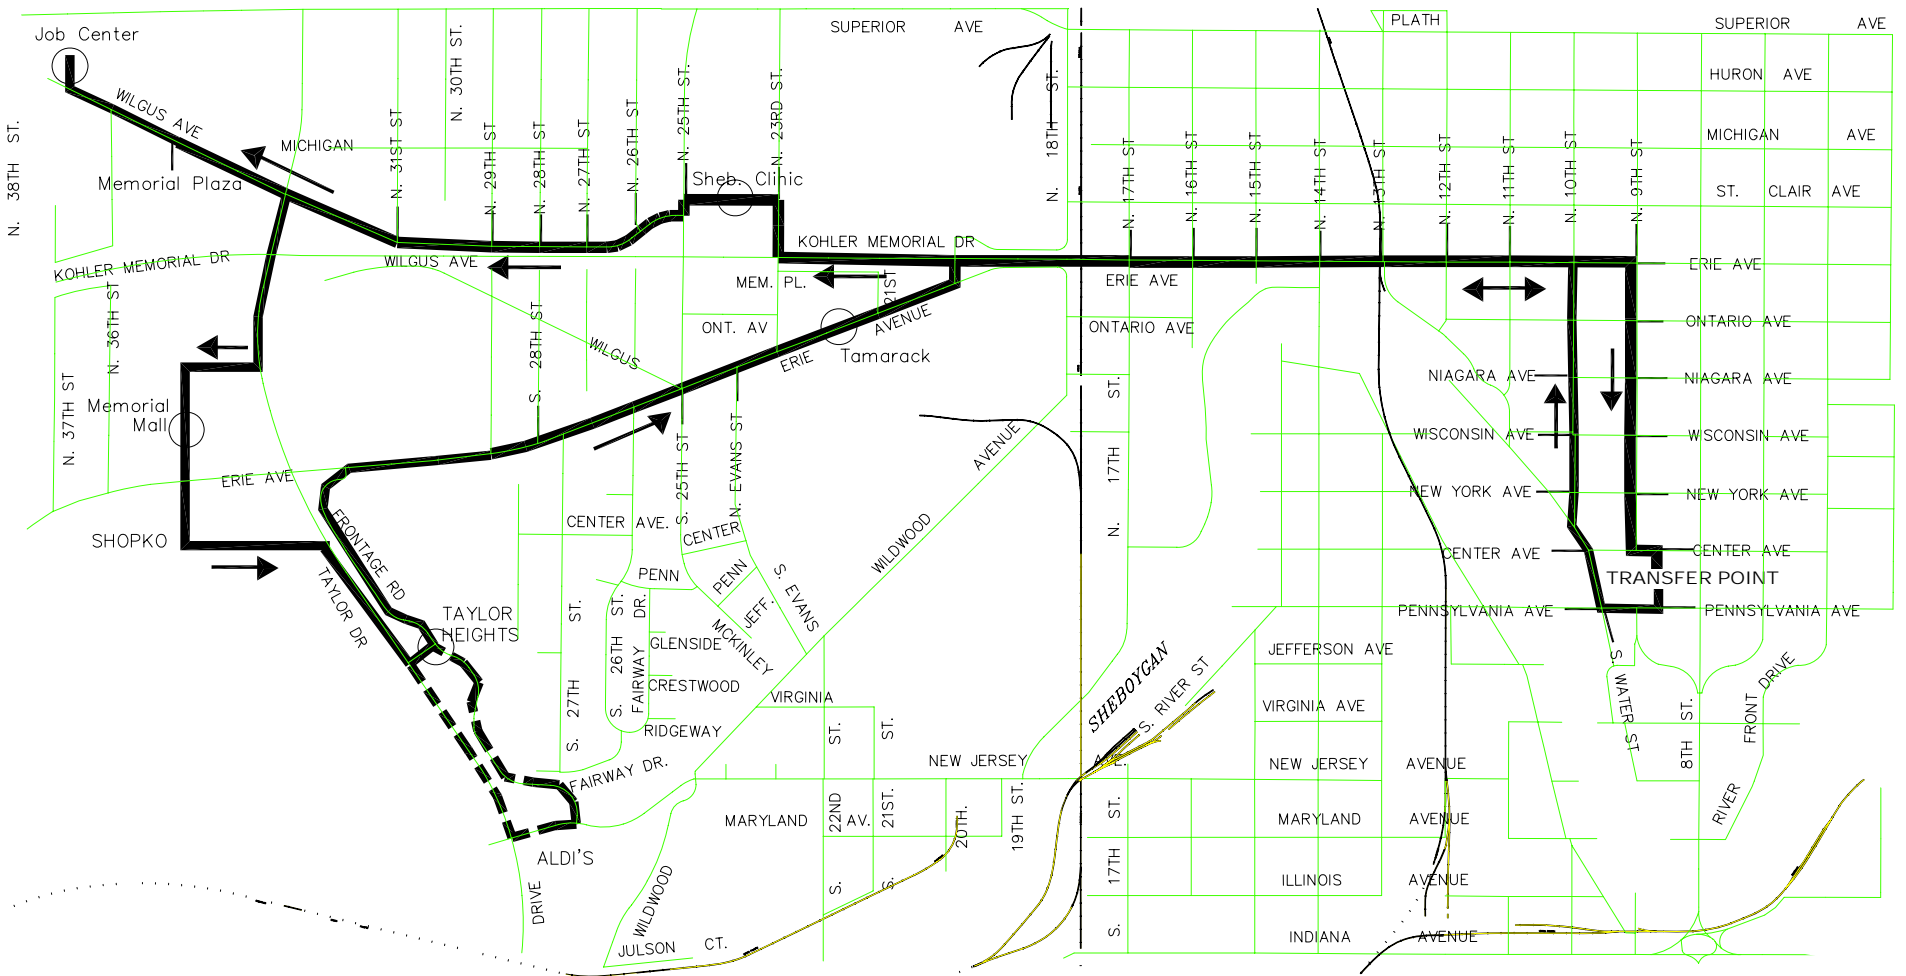 Job Center
SUPERIOR AVE
PLATH
SUPERIOR AVE
N. 30TH ST.
HURON AVE
N. 38TH ST.
WILGUS AVE
MICHIGAN
N. 31ST ST
N. 29TH ST
N. 28TH ST
N. 27TH ST
N. 26TH ST
N. 25TH ST.
N. 23RD ST.
N. 18TH ST.
N. 17TH ST
N. 16TH ST
N. 15TH ST
N. 14TH ST
N. 13TH ST
N. 12TH ST
N. 11TH ST
N. 10TH ST
N. 9TH ST
MICHIGAN AVE
Memorial Plaza
Sheb. Clinic
ST. CLAIR AVE
KOHLER MEMORIAL DR
KOHLER MEMORIAL DR
WILGUS AVE
MEM. PL.
21ST
ERIE AVE
ERIE AVE
N. 36TH ST
S. 28TH ST
WILGUS
ONT. AV
ERIE AVENUE
Tamarack
ONTARIO AVE
ONTARIO AVE
N. 37TH ST
NIAGARA AVE
NIAGARA AVE
Memorial
Mall
ERIE AVE
S. 25TH ST
N. EVANS ST
WILDWOOD AVENUE
N. 17TH ST.
WISCONSIN AVE
WISCONSIN AVE
NEW YORK AVE
NEW YORK AVE
SHOPKO
FRONTAGE RD
CENTER AVE.
CENTER
CENTER AVE
CENTER AVE
TAYLOR DR
PENN
PENN
JEFF.
S. EVANS
MCKINLEY
TRANSFER POINT
TAYLOR
HEIGHTS
S. 27TH ST.
S. 26TH ST.
FAIRWAY DR.
GLENSIDE
CRESTWOOD
RIDGEWAY
PENNSYLVANIA AVE
PENNSYLVANIA AVE
JEFFERSON AVE
SHEBOYGAN
S. RIVER ST
S. WATER ST
8TH ST.
RIVER FRONT DRIVE
VIRGINIA
VIRGINIA AVE
FAIRWAY DR.
NEW JERSEY AVE.
NEW JERSEY AVENUE
MARYLAND
22ND AV.
S. ST.
S. 21ST. ST.
20TH.
19TH ST.
S. 17TH 17TH ST.
MARYLAND AVENUE
ALDI'S
DRIVE
WILDWOOD
ILLINOIS AVENUE
JULSON CT.
INDIANA AVENUE